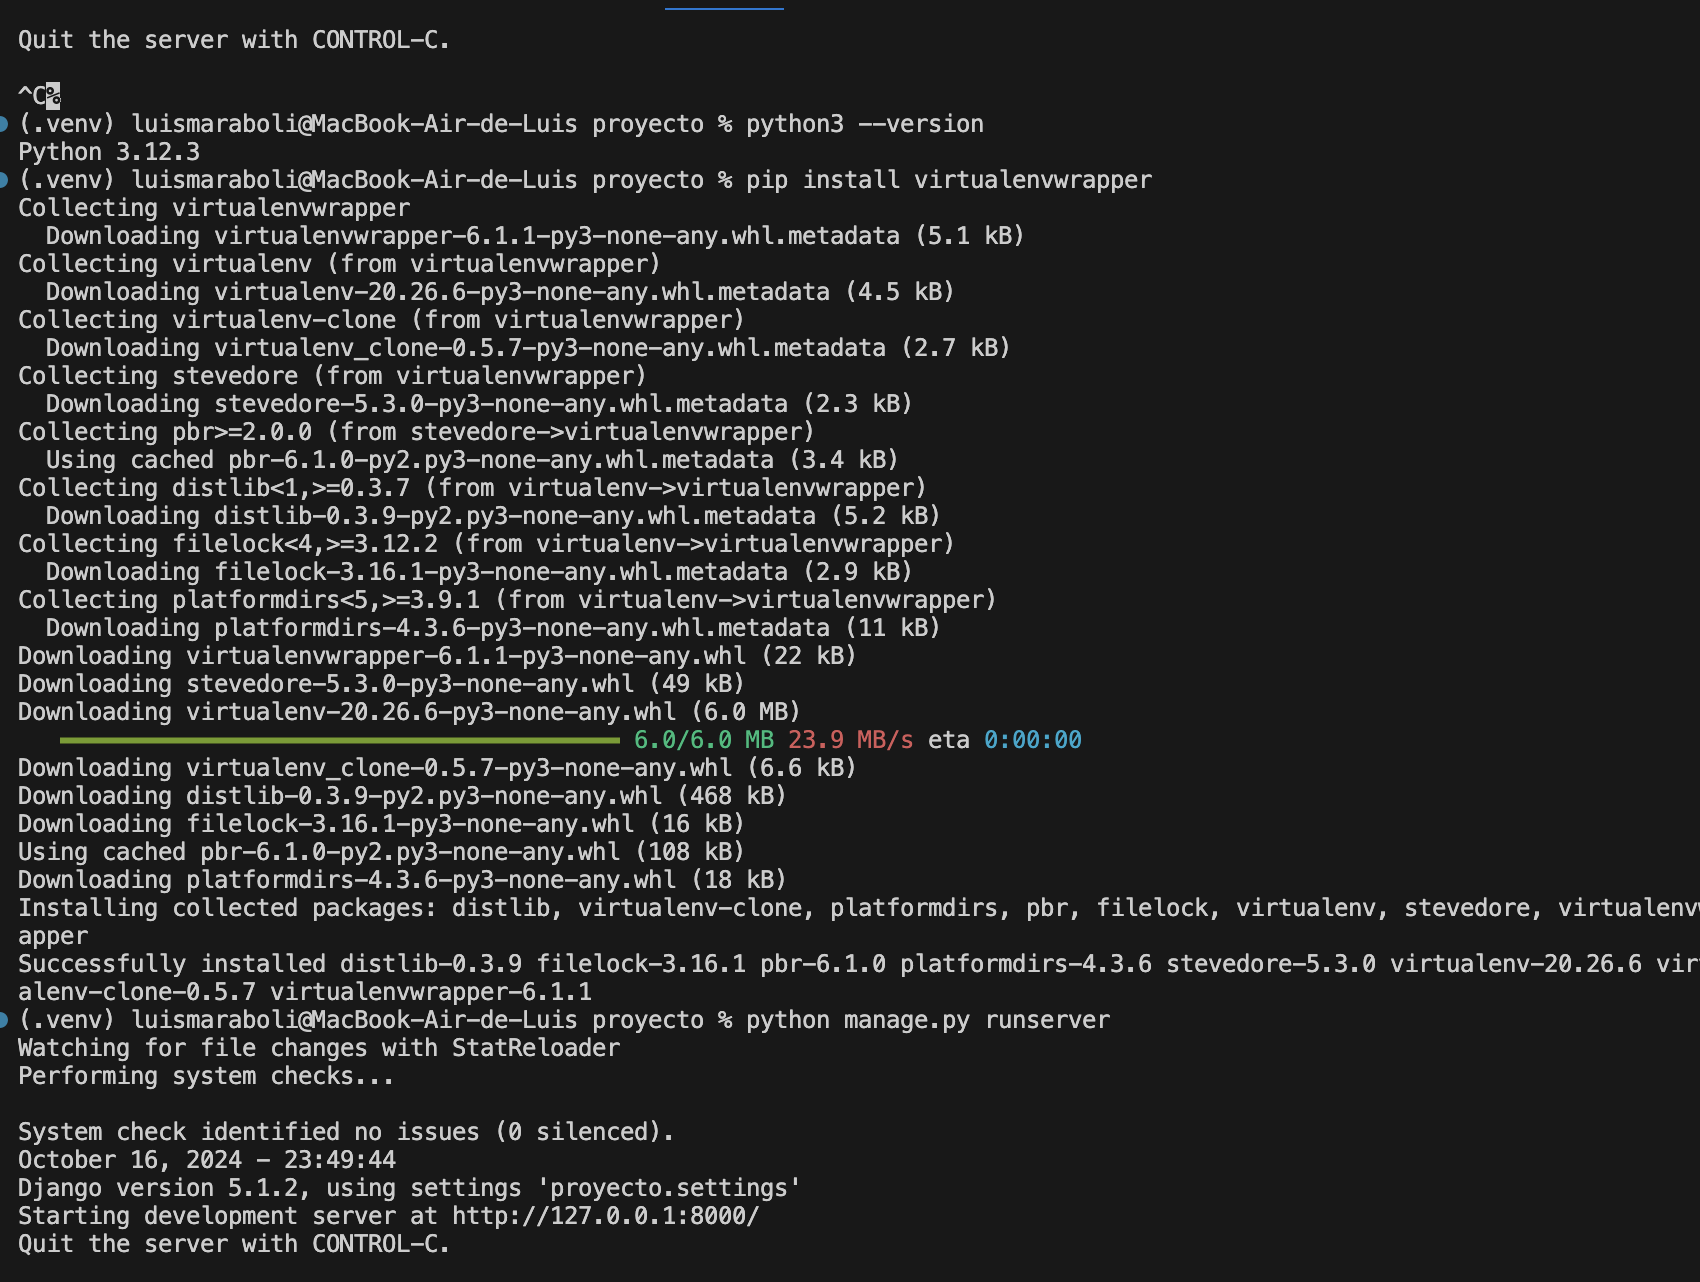 Quit the server with CONTROL-C.
^C%
(.venv) luismaraboli@MacBook-Air-de-Luis proyecto % python3 --version
Python 3.12.3
(.venv) luismaraboli@MacBook-Air-de-Luis proyecto % pip install virtualenvwrapper
Collecting virtualenvwrapper
  Downloading virtualenvwrapper-6.1.1-py3-none-any.whl.metadata (5.1 kB)
Collecting virtualenv (from virtualenvwrapper)
  Downloading virtualenv-20.26.6-py3-none-any.whl.metadata (4.5 kB)
Collecting virtualenv-clone (from virtualenvwrapper)
  Downloading virtualenv_clone-0.5.7-py3-none-any.whl.metadata (2.7 kB)
Collecting stevedore (from virtualenvwrapper)
  Downloading stevedore-5.3.0-py3-none-any.whl.metadata (2.3 kB)
Collecting pbr>=2.0.0 (from stevedore->virtualenvwrapper)
  Using cached pbr-6.1.0-py2.py3-none-any.whl.metadata (3.4 kB)
Collecting distlib<1,>=0.3.7 (from virtualenv->virtualenvwrapper)
  Downloading distlib-0.3.9-py2.py3-none-any.whl.metadata (5.2 kB)
Collecting filelock<4,>=3.12.2 (from virtualenv->virtualenvwrapper)
  Downloading filelock-3.16.1-py3-none-any.whl.metadata (2.9 kB)
Collecting platformdirs<5,>=3.9.1 (from virtualenv->virtualenvwrapper)
  Downloading platformdirs-4.3.6-py3-none-any.whl.metadata (11 kB)
Downloading virtualenvwrapper-6.1.1-py3-none-any.whl (22 kB)
Downloading stevedore-5.3.0-py3-none-any.whl (49 kB)
Downloading virtualenv-20.26.6-py3-none-any.whl (6.0 MB)
6.0/6.0 MB 23.9 MB/s eta 0:00:00
Downloading virtualenv_clone-0.5.7-py3-none-any.whl (6.6 kB)
Downloading distlib-0.3.9-py2.py3-none-any.whl (468 kB)
Downloading filelock-3.16.1-py3-none-any.whl (16 kB)
Using cached pbr-6.1.0-py2.py3-none-any.whl (108 kB)
Downloading platformdirs-4.3.6-py3-none-any.whl (18 kB)
Installing collected packages: distlib, virtualenv-clone, platformdirs, pbr, filelock, virtualenv, stevedore, virtualenv
apper
Successfully installed distlib-0.3.9 filelock-3.16.1 pbr-6.1.0 platformdirs-4.3.6 stevedore-5.3.0 virtualenv-20.26.6 vir
alenv-clone-0.5.7 virtualenvwrapper-6.1.1
(.venv) luismaraboli@MacBook-Air-de-Luis proyecto % python manage.py runserver
Watching for file changes with StatReloader
Performing system checks...
System check identified no issues (0 silenced).
October 16, 2024 - 23:49:44
Django version 5.1.2, using settings 'proyecto.settings'
Starting development server at http://127.0.0.1:8000/
Quit the server with CONTROL-C.